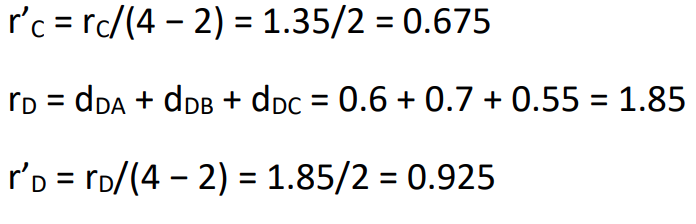 r’C = rC/(4 − 2) = 1.35/2 = 0.675
rD = dDA + dDB + dDC = 0.6 + 0.7 + 0.55 = 1.85
r’D = rD/(4 − 2) = 1.85/2 = 0.925